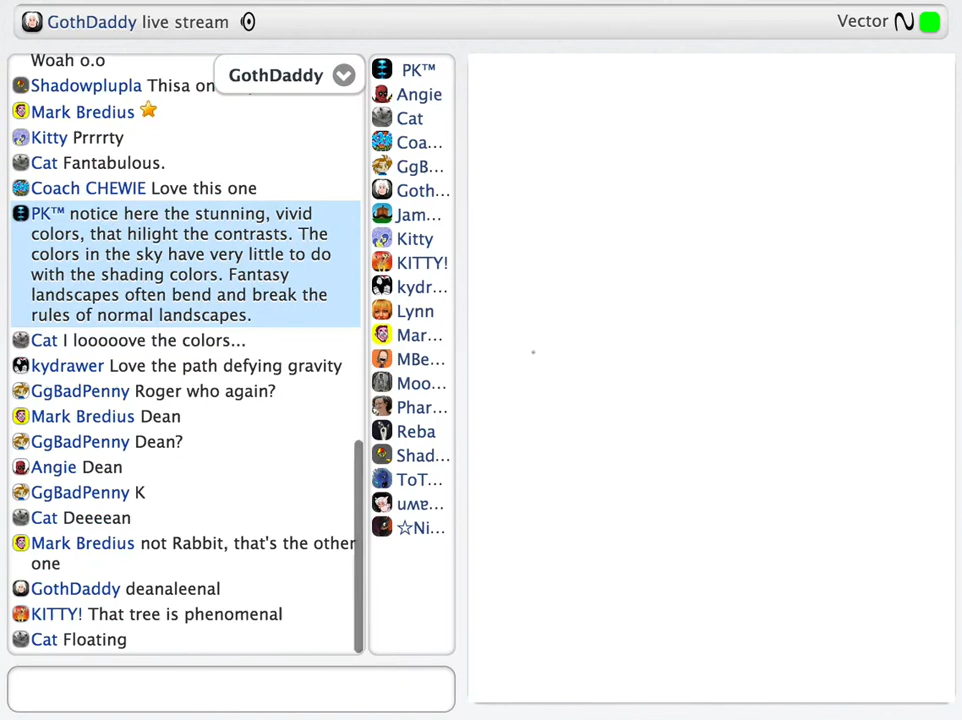 GothDaddy live stream
Vector
Woah o.o
GothDaddy
Shadowplupla Thisa on
Mark Bredius
Kitty Prrrrty
Cat Fantabulous.
Coach CHEWIE Love this one
PK™ notice here the stunning, vivid
colors, that hilight the contrasts. The
colors in the sky have very little to do
with the shading colors. Fantasy
landscapes often bend and break the
rules of normal landscapes.
Cat I looooove the colors...
kydrawer Love the path defying gravity
GgBadPenny Roger who again?
Mark Bredius Dean
GgBadPenny Dean?
Angie Dean
GgBadPenny K
Cat Deeeean
Mark Bredius not Rabbit, that's the other
one
GothDaddy deanaleenal
KITTY! That tree is phenomenal
Cat Floating
PK™
Angie
Cat
Coa...
GgB...
Goth...
Jam...
Kitty
KITTY!
kydr...
Lynn
Mar...
MBe...
Moo...
Phar...
Reba
Shad...
ToT...
uʍɐ...
☆Ni...